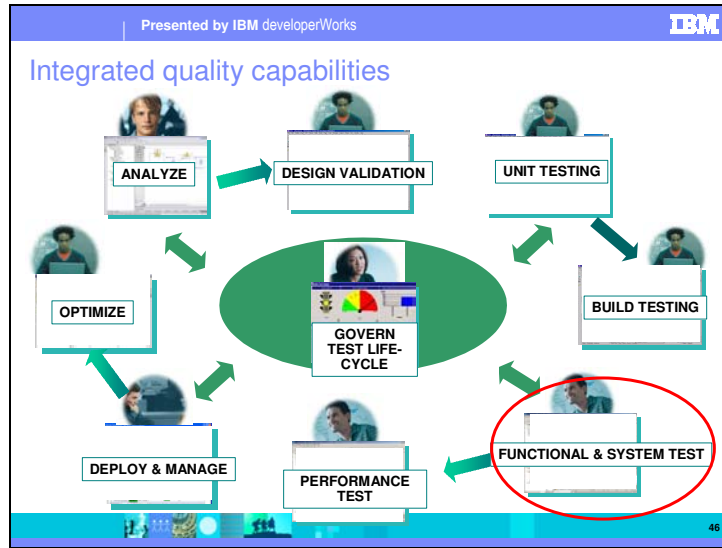 Presented by IBM developerWorks
IBM
Integrated quality capabilities
ANALYZE
DESIGN VALIDATION
UNIT TESTING
OPTIMIZE
GOVERN
TEST LIFE-
CYCLE
BUILD TESTING
DEPLOY & MANAGE
PERFORMANCE
TEST
FUNCTIONAL & SYSTEM TEST
46